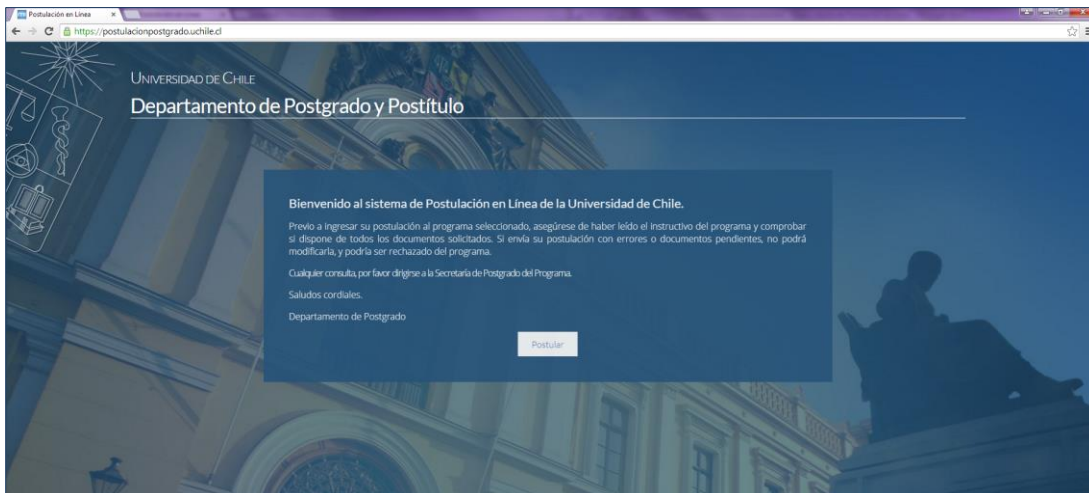 Postulación en Línea
https://postulacionpostgrado.uchile.cl
UNIVERSIDAD DE CHILE
Departamento de Postgrado y Postítulo
Bienvenido al sistema de Postulación en Línea de la Universidad de Chile.
Previo a ingresar su postulación al programa seleccionado, asegúrese de haber leído el instructivo del programa y comprobar
si dispone de todos los documentos solicitados. Si envía su postulación con errores o documentos pendientes, no podrá
modificarla, y podría ser rechazado del programa.
Cualquier consulta, por favor dirigirse a la Secretaría de Postgrado del Programa.
Saludos cordiales.
Departamento de Postgrado
Postular